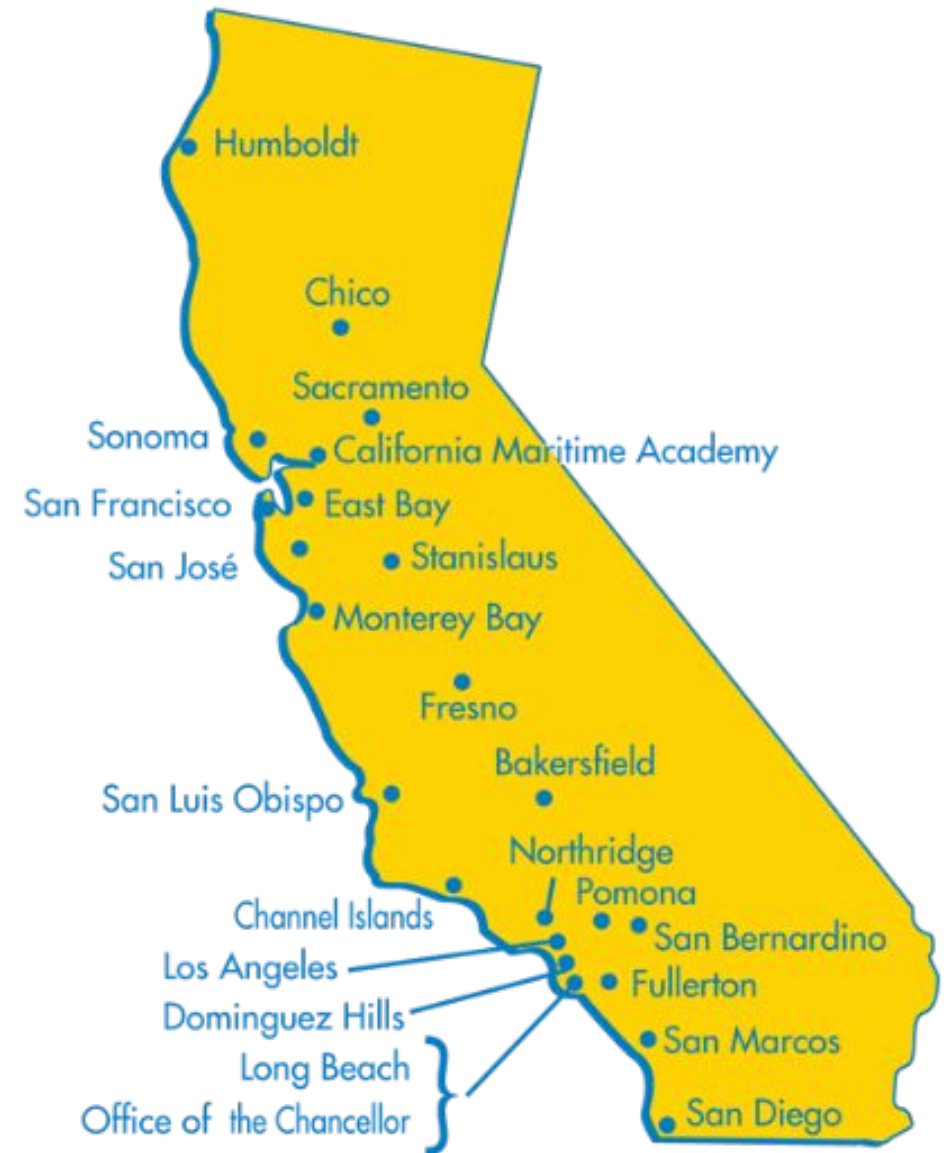 Humboldt
Chico
Sacramento
Sonoma
California Maritime Academy
San Francisco
East Bay
San José
Stanislaus
Monterey Bay
Fresno
Bakersfield
San Luis Obispo
Northridge
Pomona
Channel Islands
San Bernardino
Los Angeles
Fullerton
Dominguez Hills
San Marcos
Long Beach
Office of the Chancellor
San Diego